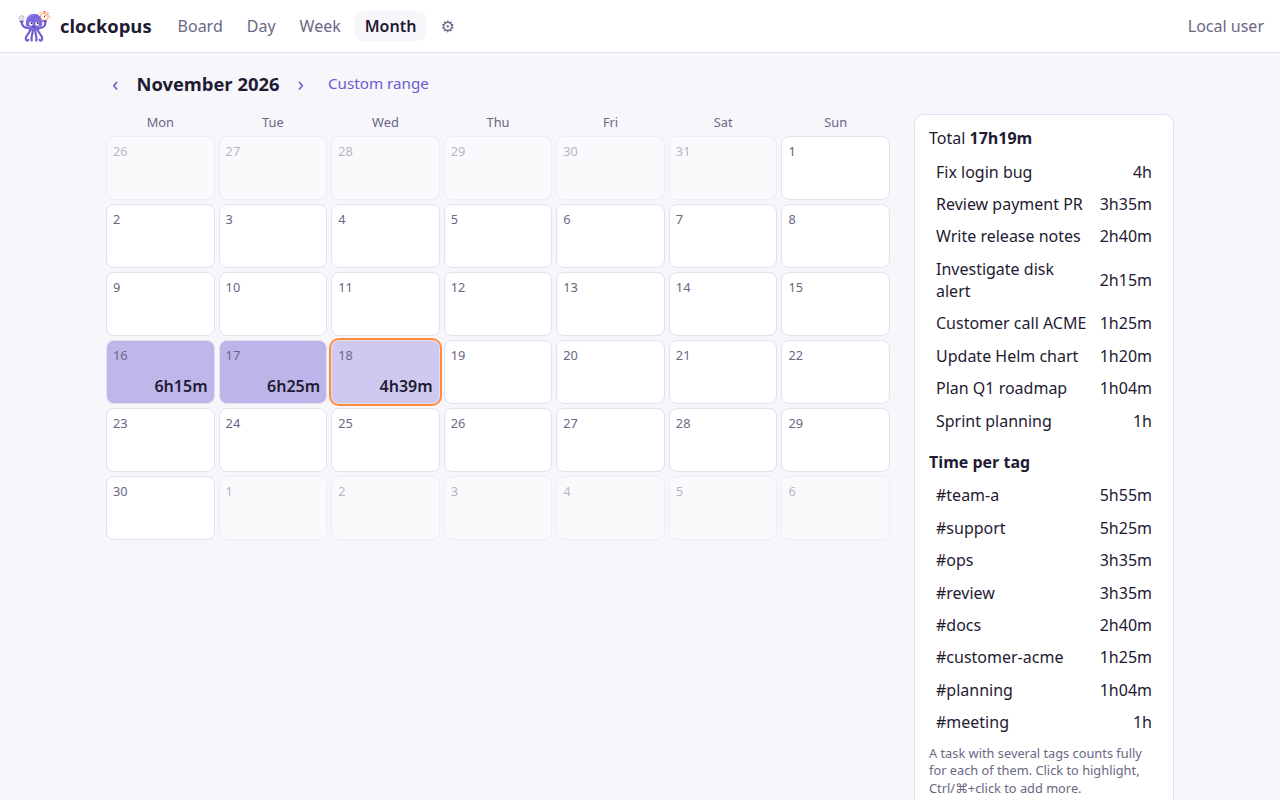 clockopus Board Day Week Month ⚙ Local user
‹ November 2026 › Custom range
Mon Tue Wed Thu Fri Sat Sun
26 27 28 29 30 31 1
2 3 4 5 6 7 8
9 10 11 12 13 14 15
16 17 18 19 20 21 22
6h15m 6h25m 4h39m
23 24 25 26 27 28 29
30 1 2 3 4 5 6
Total 17h19m
Fix login bug 4h
Review payment PR 3h35m
Write release notes 2h40m
Investigate disk
alert 2h15m
Customer call ACME 1h25m
Update Helm chart 1h20m
Plan Q1 roadmap 1h04m
Sprint planning 1h
Time per tag
#team-a 5h55m
#support 5h25m
#ops 3h35m
#review 3h35m
#docs 2h40m
#customer-acme 1h25m
#planning 1h04m
#meeting 1h
A task with several tags counts fully
for each of them. Click to highlight,
Ctrl/⌘+click to add more.